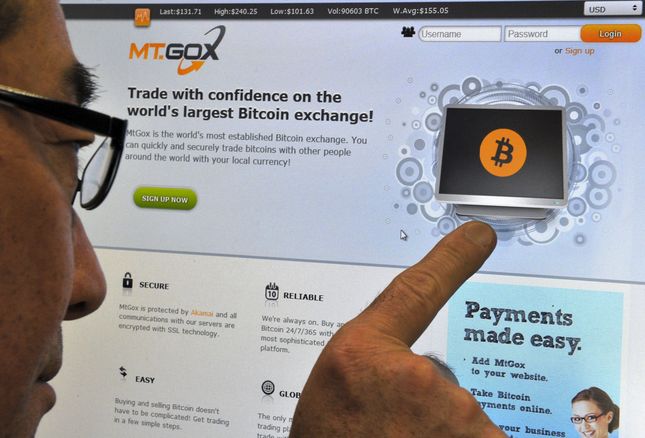 Last:$131.71 High:$240.25 Low:$101.63 Vol:90603 BTC W.Avg:$155.05 USD
Username Password Login
or Sign up
MT.GOX
Trade with confidence on the
world's largest Bitcoin exchange!
MtGox is the world's most established Bitcoin exchange. You
can quickly and securely trade bitcoins with other people
around the world with your local currency!
SIGN UP NOW
SECURE
MtGox is protected by Akamai and all
communications with our servers are
encrypted with SSL technology.
10
RELIABLE
We're always on. Buy
Bitcoin 24/7/365 with
most sophisticated
platform.
EASY
Buying and selling Bitcoin doesn't
have to be complicated! Get trading
in a few simple steps.
The only
trading
Payments
made easy.
Add MtGox
to your website.
Take Bitcoin
Payments online.
your business